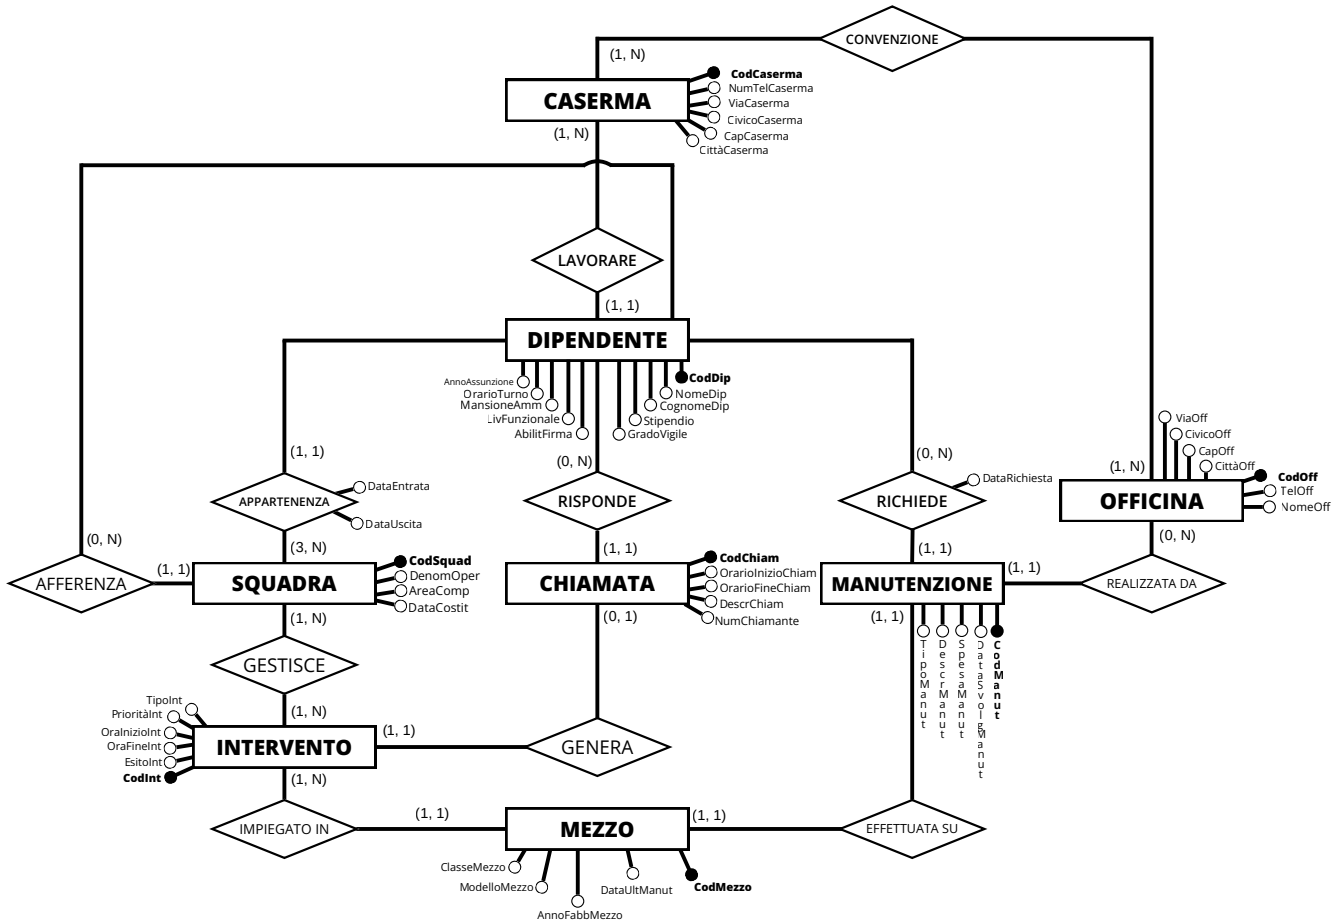 CONVENZIONE
(1, N)
CASERMA
CodCaserma
NumTelCaserma
ViaCaserma
CivicoCaserma
CapCaserma
CittàCaserma
(1, N)
LAVORARE
(1, 1)
DIPENDENTE
AnnoAssunzione
OrarioTurno
MansioneAmm
LivFunzionale
AbilitFirma
CodDip
NomeDip
CognomeDip
Stipendio
GradoVigile
(1, 1)
(0, N)
(0, N)
APPARTENENZA
DataEntrata
DataUscita
RISPONDE
RICHIEDE
DataRichiesta
ViaOff
CivicoOff
CapOff
CittàOff
(1, N)
OFFICINA
CodOff
TelOff
NomeOff
(0, N)
(0, N)
AFFERENZA
(1, 1)
(3, N)
SQUADRA
CodSquad
DenomOper
AreaComp
DataCostit
(1, N)
(1, 1)
CHIAMATA
CodChiam
OrarioInizioChiam
OrarioFineChiam
DescrChiam
NumChiamante
(0, 1)
(1, 1)
MANUTENZIONE
(1, 1)
REALIZZATA DA
(1, 1)
TipoManut
DescrManut
SpesaManut
DataSvolgManut
CodManut
GESTISCE
(1, N)
TipoInt
PrioritàInt
OraInizioInt
OraFineInt
EsitoInt
CodInt
INTERVENTO
(1, 1)
GENERA
(1, N)
IMPIEGATO IN
(1, 1)
MEZZO
(1, 1)
EFFETTUATA SU
ClasseMezzo
ModelloMezzo
AnnoFabbMezzo
DataUltManut
CodMezzo